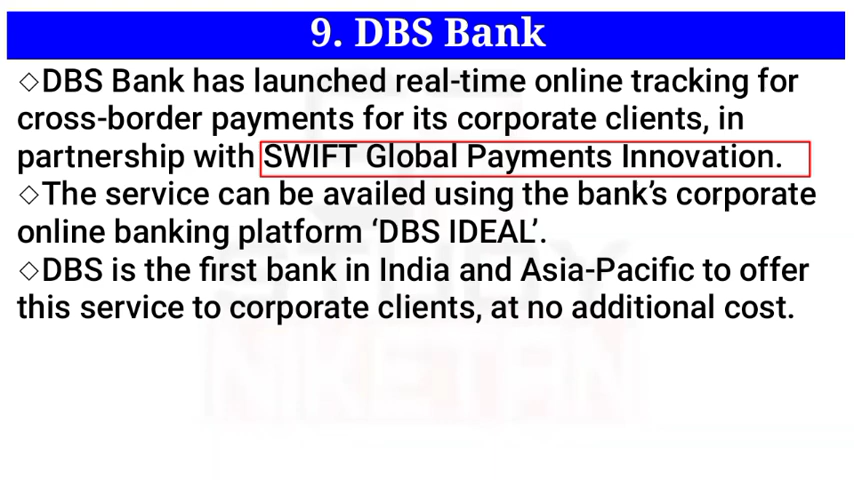 9. DBS Bank
◇DBS Bank has launched real-time online tracking for
cross-border payments for its corporate clients, in
partnership with SWIFT Global Payments Innovation.
◇The service can be availed using the bank's corporate
online banking platform ‘DBS IDEAL’.
◇DBS is the first bank in India and Asia-Pacific to offer
this service to corporate clients, at no additional cost.
STUDY
NIKETAN